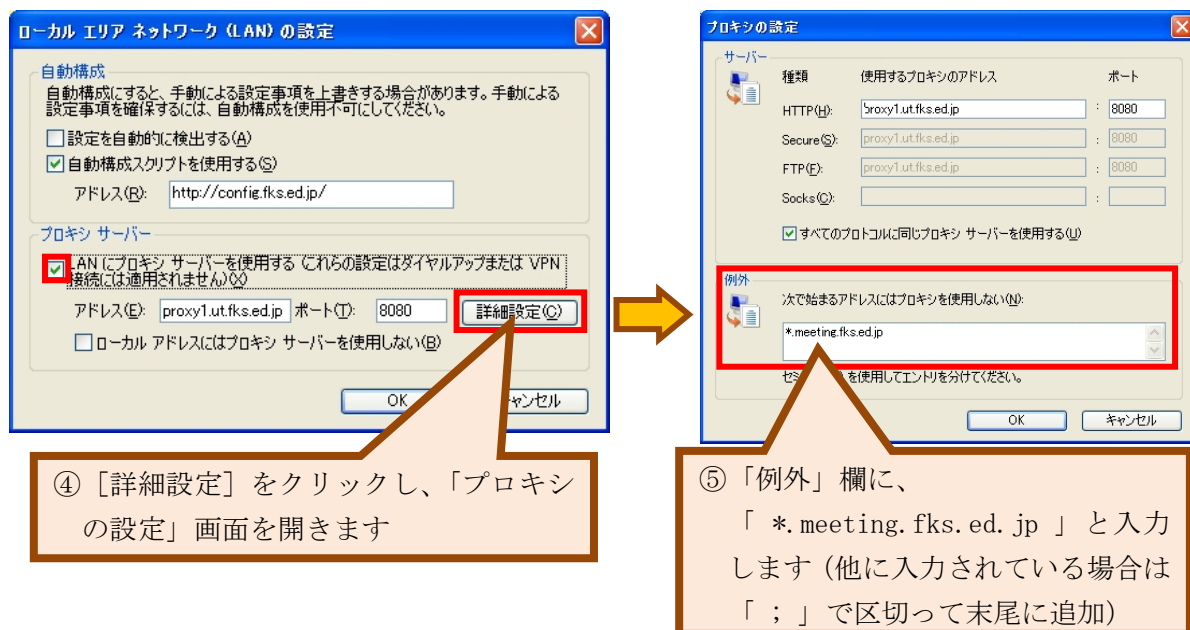 ローカル エリア ネットワーク (LAN) の設定
自動構成
自動構成にすると、手動による設定事項を上書きする場合があります。手動による
設定事項を確保するには、自動構成を使用不可にしてください。
設定を自動的に検出する(A)
自動構成スクリプトを使用する(S)
アドレス(R): http://config.fks.ed.jp/
プロキシ サーバー
LAN にプロキシ サーバーを使用する (これらの設定はダイヤルアップまたは VPN
接続には適用されません)(X)
アドレス(E): proxy1.ut.fks.ed.jp ポート(T): 8080 詳細設定(C)
ローカル アドレスにはプロキシ サーバーを使用しない(B)
OK キャンセル
④［詳細設定］をクリックし、「プロキシ
の設定」画面を開きます
プロキシの設定
サーバー
種類 使用するプロキシのアドレス ポート
HTTP(H): proxy1.ut.fks.ed.jp : 8080
Secure(S): proxy1.ut.fks.ed.jp : 8080
FTP(F): proxy1.ut.fks.ed.jp : 8080
Socks(C): :
すべてのプロトコルに同じプロキシ サーバーを使用する(U)
例外
次で始まるアドレスにはプロキシを使用しない(N):
*.meeting.fks.ed.jp
を使用してエントリを分けてください。
OK キャンセル
⑤「例外」欄に、
「 *.meeting.fks.ed.jp 」と入力
します（他に入力されている場合は
「 ; 」で区切って末尾に追加）